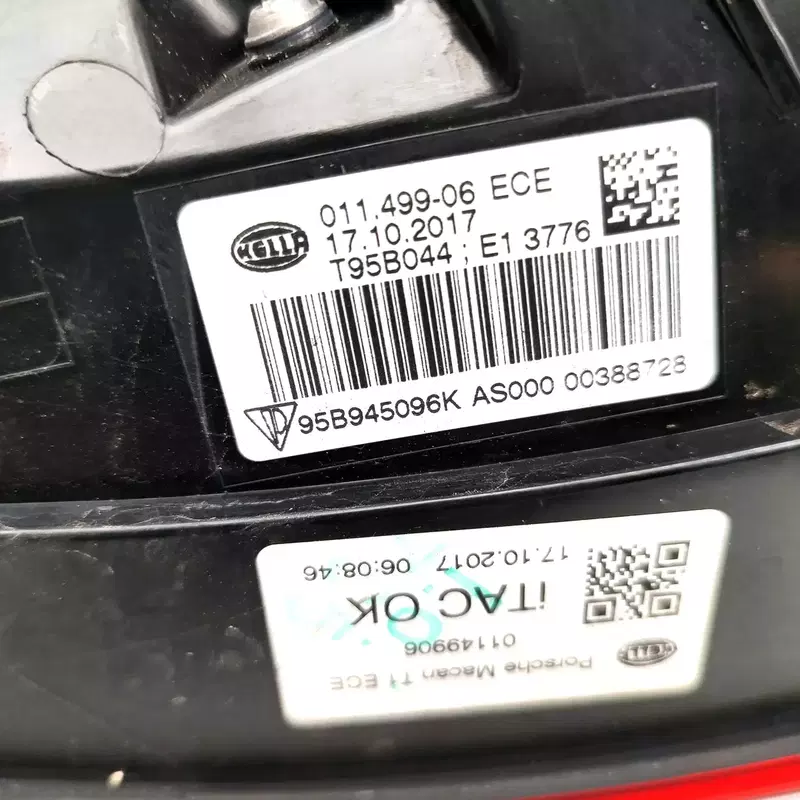 HELLA
011.499-06 ECE
17.10.2017
T95B044 ; E1 3776
95B945096K AS000 00388728
HELLA
Porsche Macan T1 ECE
01149906
iTAC OK
17.10.2017 06:08:46